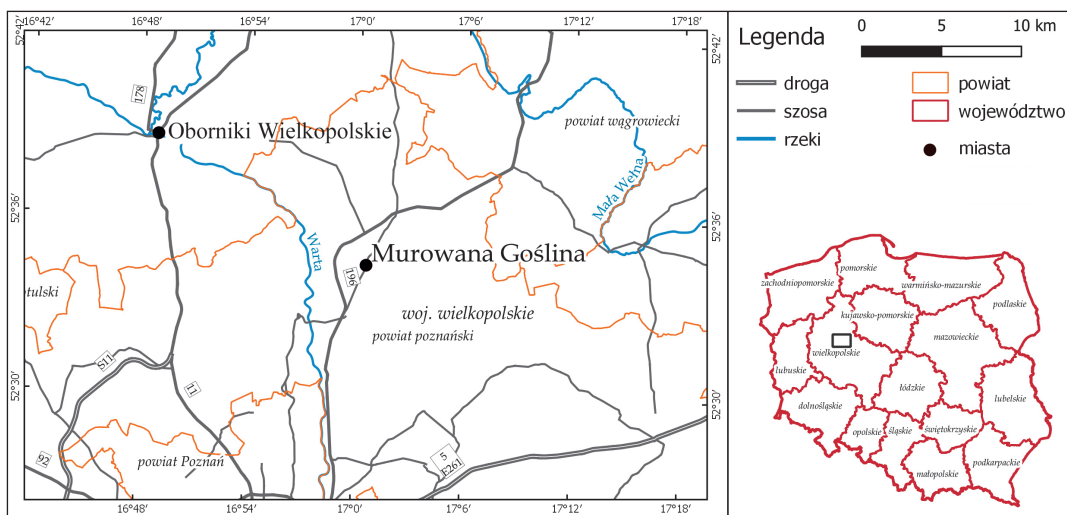 16°42′ 16°48′ 16°54′ 17°0′ 17°6′ 17°12′ 17°18′
52°42′
52°42′
178
Oborniki Wielkopolskie
powiat wągrowiecki
Mała Wełna
52°36′
52°36′
Warta
Murowana Goślina
196
tulski
woj. wielkopolskie
powiat poznański
S11
11
52°30′
52°30′
92
powiat Poznań
5
E261
16°48′ 16°54′ 17°0′ 17°6′ 17°12′ 17°18′
Legenda
0 5 10 km
droga
powiat
szosa
województwo
rzeki
miasta
pomorskie
zachodniopomorskie
warmińsko-mazurskie
podlaskie
kujawsko-pomorskie
mazowieckie
wielkopolskie
lubuskie
łódzkie
lubelskie
dolnośląskie
opolskie
śląskie
świętokrzyskie
podkarpackie
małopolskie